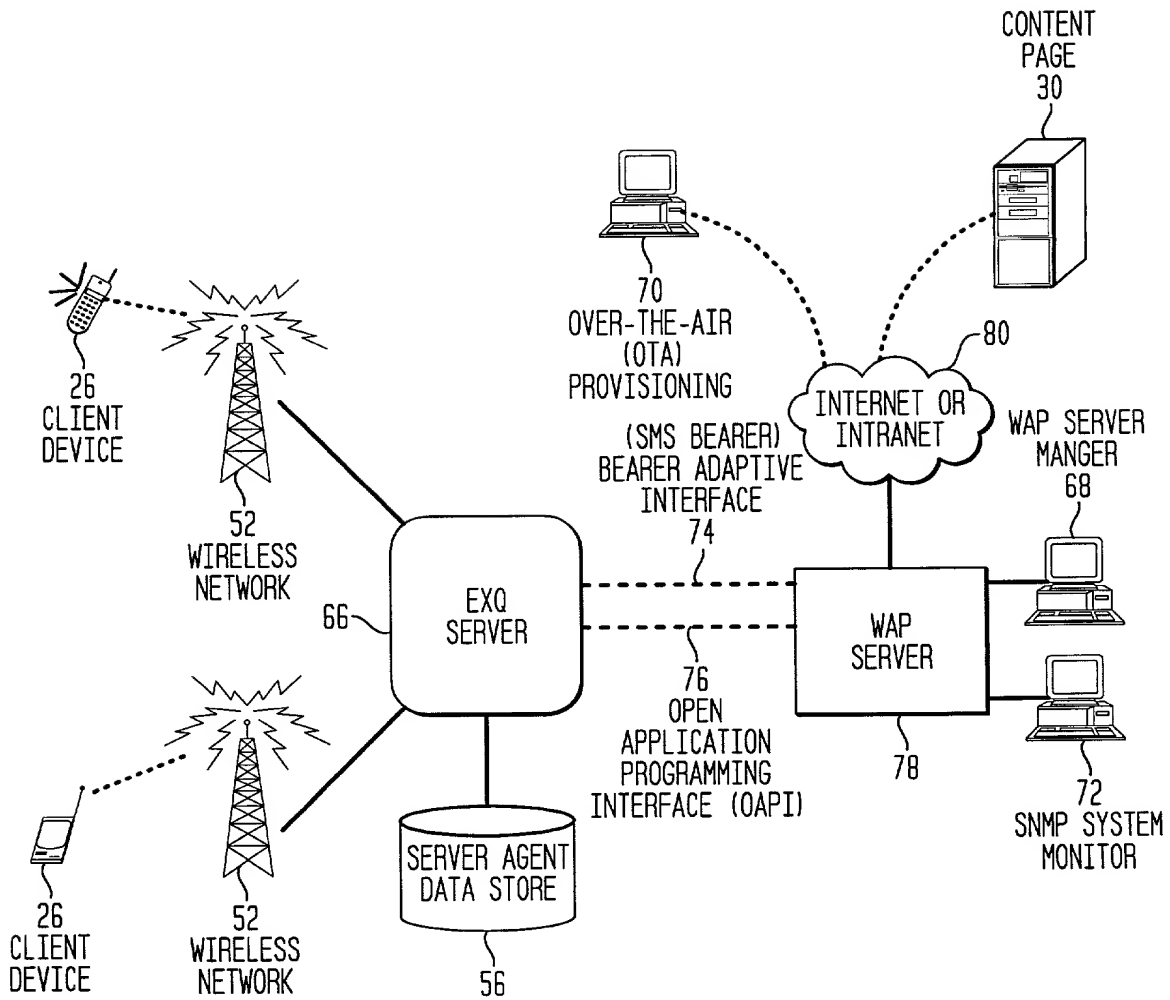 CONTENT
PAGE
30
70
OVER-THE-AIR
(OTA)
PROVISIONING
80
INTERNET OR
INTRANET
26
CLIENT
DEVICE
52
WIRELESS
NETWORK
(SMS BEARER)
BEARER ADAPTIVE
INTERFACE
74
WAP SERVER
MANGER
68
66
EXQ
SERVER
WAP
SERVER
76
OPEN
APPLICATION
PROGRAMMING
INTERFACE (OAPI)
78
72
SNMP SYSTEM
MONITOR
SERVER AGENT
DATA STORE
56
26
CLIENT
DEVICE
52
WIRELESS
NETWORK